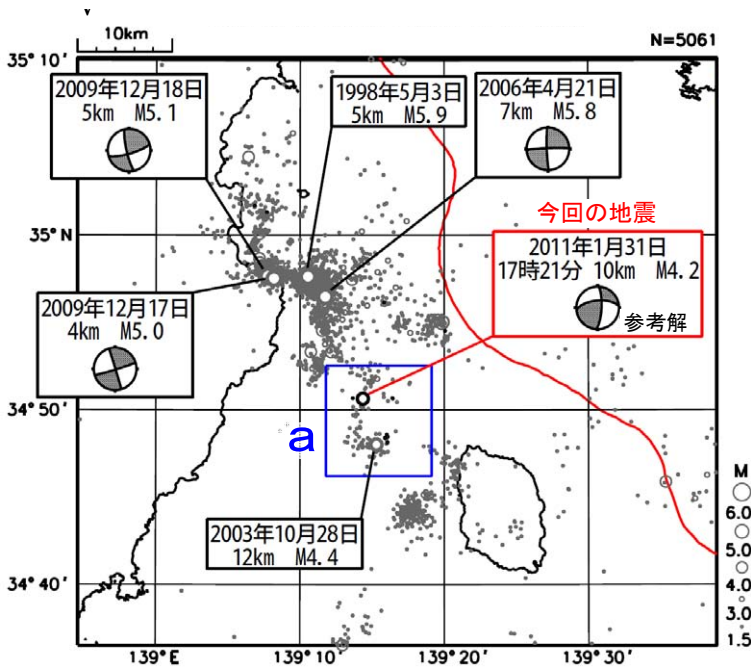 10km
N=5061
35°10′
2009年12月18日
5km M5.1
1998年5月3日
5km M5.9
2006年4月21日
7km M5.8
35°N
今回の地震
2011年1月31日
17時21分 10km M4.2
参考解
2009年12月17日
4km M5.0
34°50′
a
2003年10月28日
12km M4.4
34°40′
M
6.0
5.0
4.0
3.0
1.5
139°E
139°10′
139°20′
139°30′